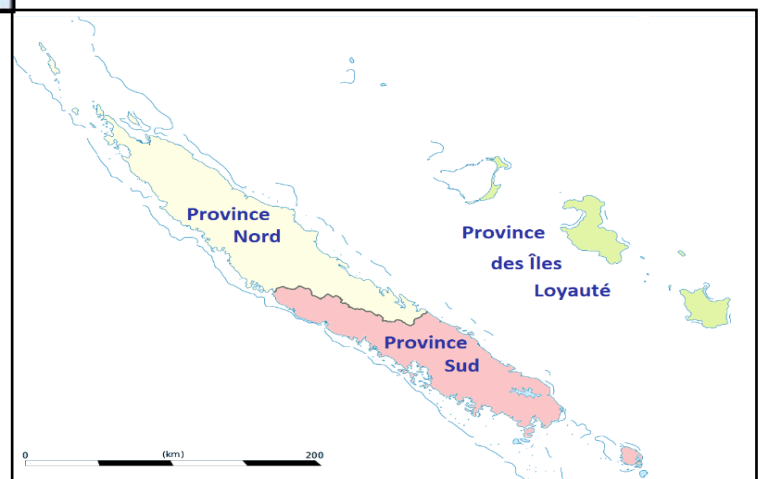 Province
Nord
Province
des Îles
Loyauté
Province
Sud
0 (km) 200